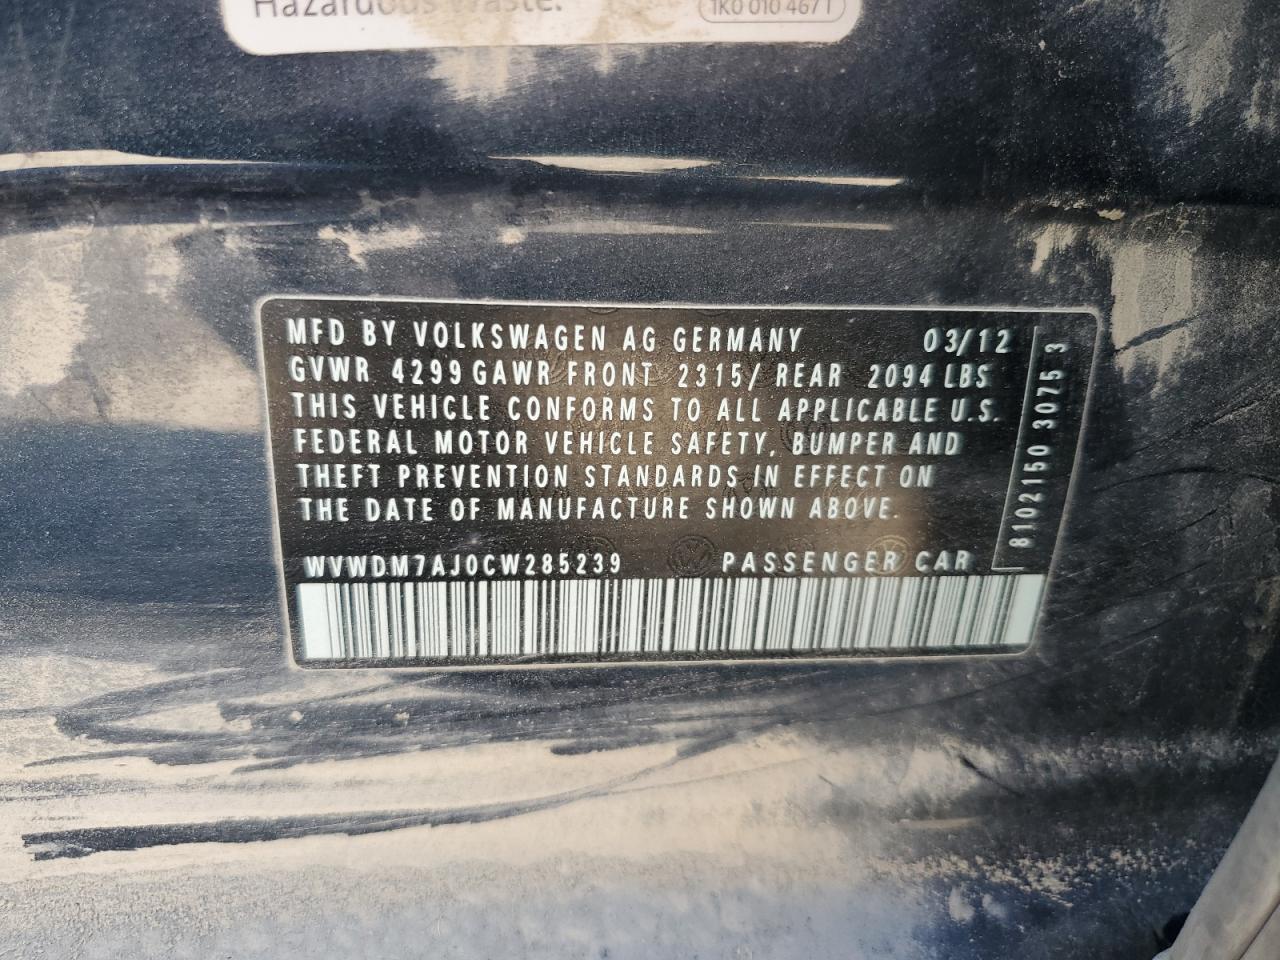 Hazardous Waste.
1K0 010 467 T
MFD BY VOLKSWAGEN AG GERMANY 03/12
GVWR 4299 GAWR FRONT 2315/ REAR 2094 LBS
THIS VEHICLE CONFORMS TO ALL APPLICABLE U.S.
FEDERAL MOTOR VEHICLE SAFETY, BUMPER AND
THEFT PREVENTION STANDARDS IN EFFECT ON
THE DATE OF MANUFACTURE SHOWN ABOVE.
WVWDM7AJ0CW285239 PASSENGER CAR
8102150 3075 3